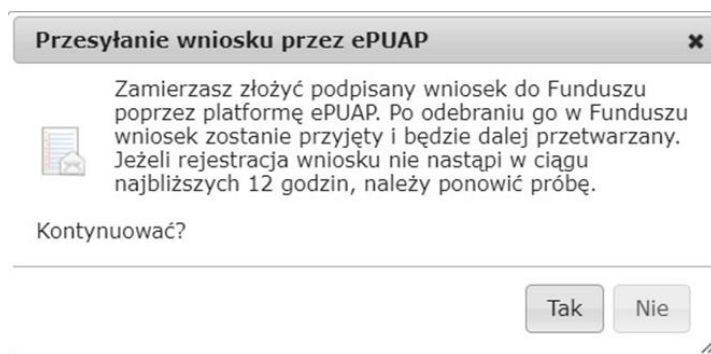 Przesyłanie wniosku przez ePUAP
Zamierzasz złożyć podpisany wniosek do Funduszu
poprzez platformę ePUAP. Po odebraniu go w Funduszu
wniosek zostanie przyjęty i będzie dalej przetwarzany.
Jeżeli rejestracja wniosku nie nastąpi w ciągu
najbliższych 12 godzin, należy ponowić próbę.
Kontynuować?
Tak Nie